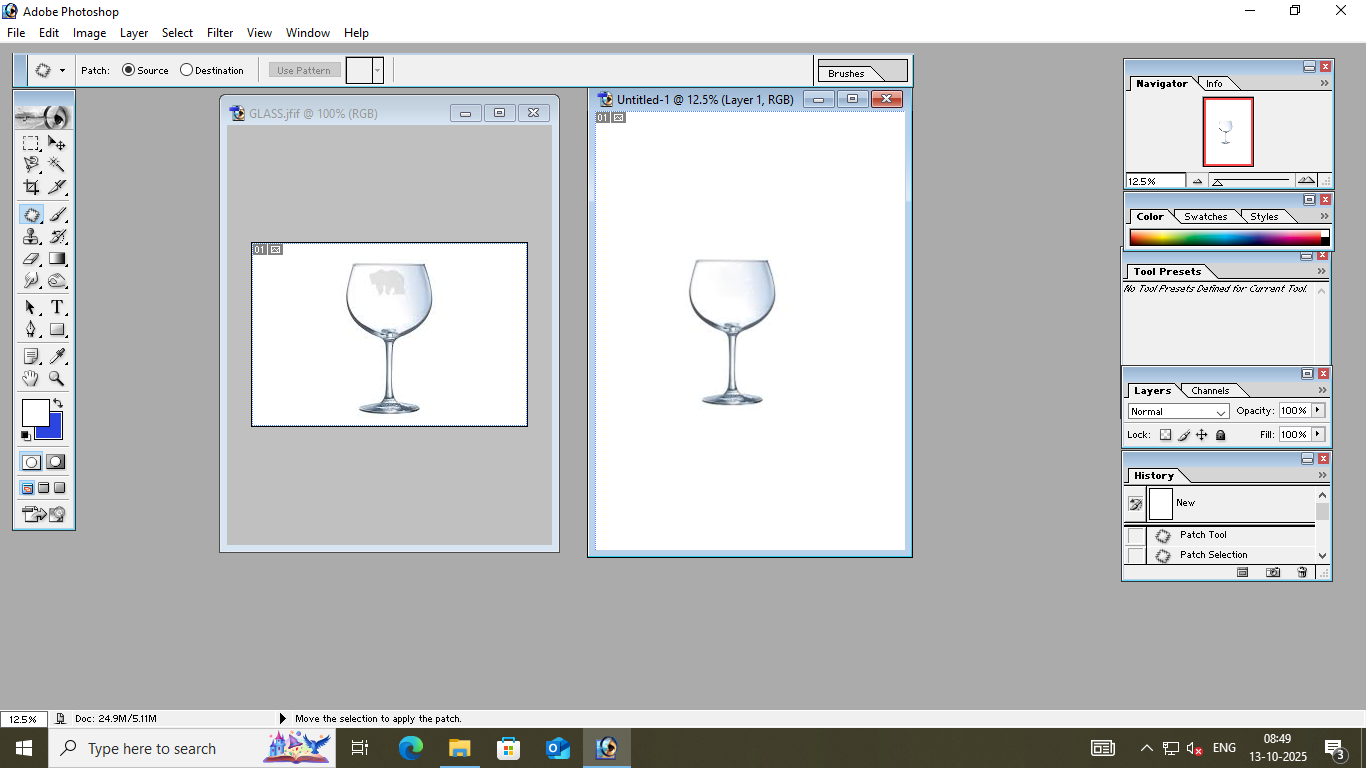 Adobe Photoshop
File Edit Image Layer Select Filter View Window Help
Patch: Source Destination Use Pattern Brushes
GLASS.jfif @ 100% (RGB)
01
Untitled-1 @ 12.5% (Layer 1, RGB)
01
Navigator Info
12.5%
Color Swatches Styles
Tool Presets
No Tool Presets Defined for Current Tool.
Layers Channels
Normal Opacity: 100%
Lock: Fill: 100%
History
New
Patch Tool
Patch Selection
T
12.5% Doc: 24.9M/5.11M Move the selection to apply the patch.
Type here to search
ENG
08:49
13-10-2025
3